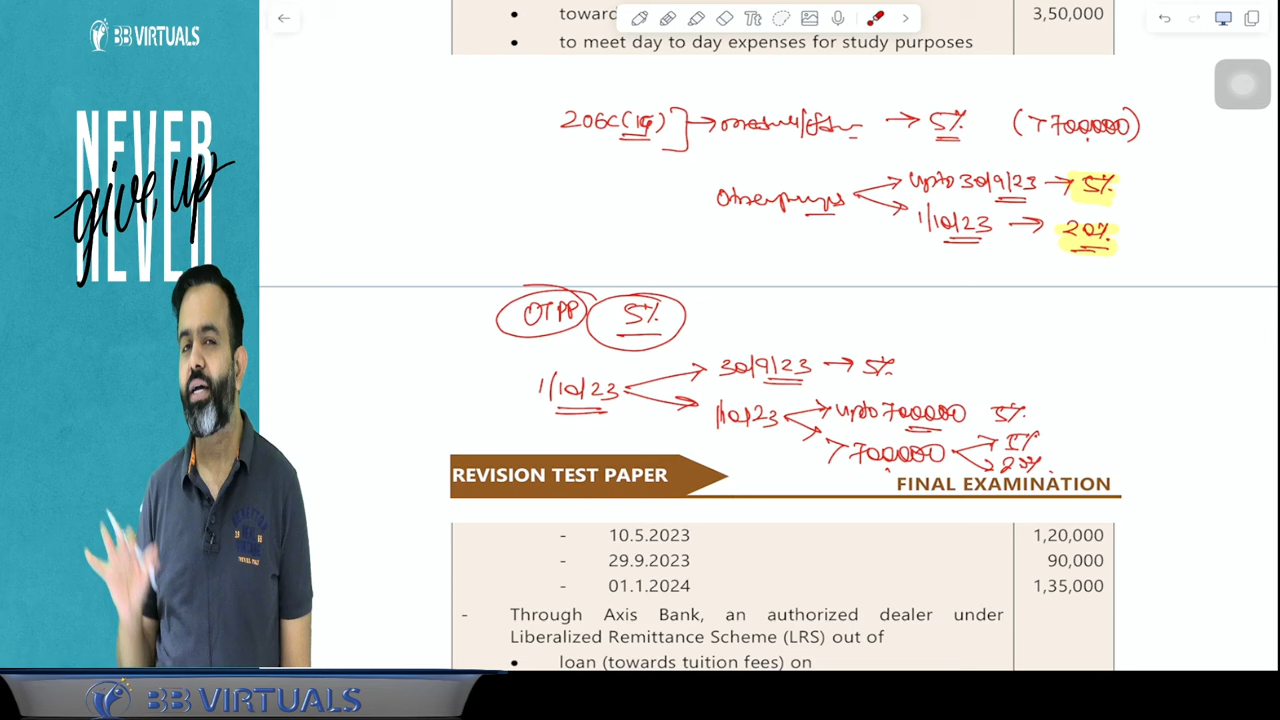 BB VIRTUALS
NEVER
give up
NEVER
towar
3,50,000
to meet day to day expenses for study purposes
206C(1G) → → 5% (>700000)
upto 30/9/23 → 5%
1/10/23 → 20%
OTPP 5%
1/10/23
30/9/23 → 5%
1/10/23
upto 700000 5%
>700000
20%
REVISION TEST PAPER
FINAL EXAMINATION
- 10.5.2023 1,20,000
- 29.9.2023 90,000
- 01.1.2024 1,35,000
- Through Axis Bank, an authorized dealer under
Liberalized Remittance Scheme (LRS) out of
• loan (towards tuition fees) on
BB VIRTUALS